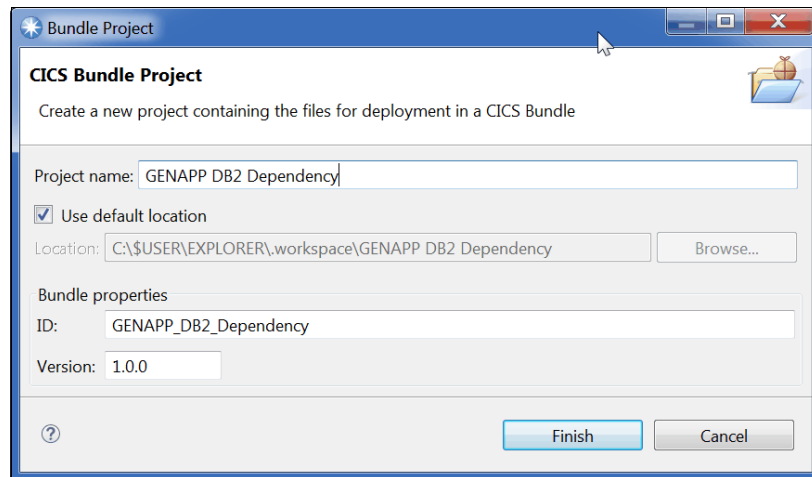 Bundle Project
CICS Bundle Project
Create a new project containing the files for deployment in a CICS Bundle
Project name: GENAPP DB2 Dependency
Use default location
Location: C:\$USER\EXPLORER\.workspace\GENAPP DB2 Dependency Browse...
Bundle properties
ID: GENAPP_DB2_Dependency
Version: 1.0.0
? Finish Cancel